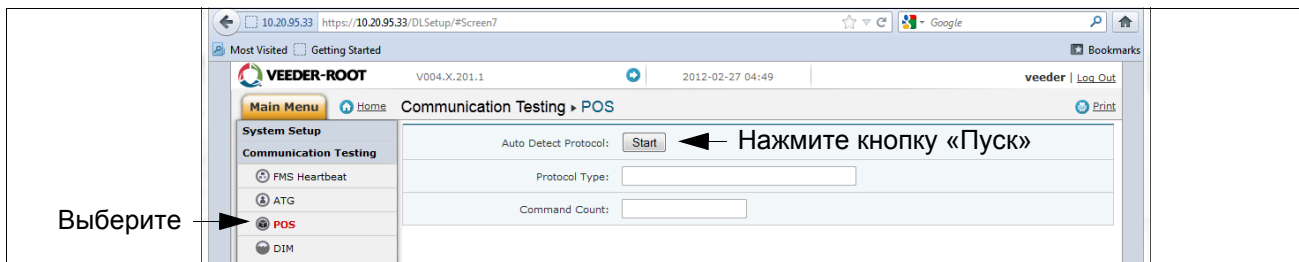 10.20.95.33 https://10.20.95.33/DLSetup/#Screen7 Google
Most Visited Getting Started Bookmarks
VEEDER-ROOT V004.X.201.1 2012-02-27 04:49 veeder | Log Out
Main Menu Home Communication Testing ▸ POS Print
System Setup
Auto Detect Protocol: Start Нажмите кнопку «Пуск»
Communication Testing
FMS Heartbeat Protocol Type:
ATG
Command Count:
Выберите POS
DIM